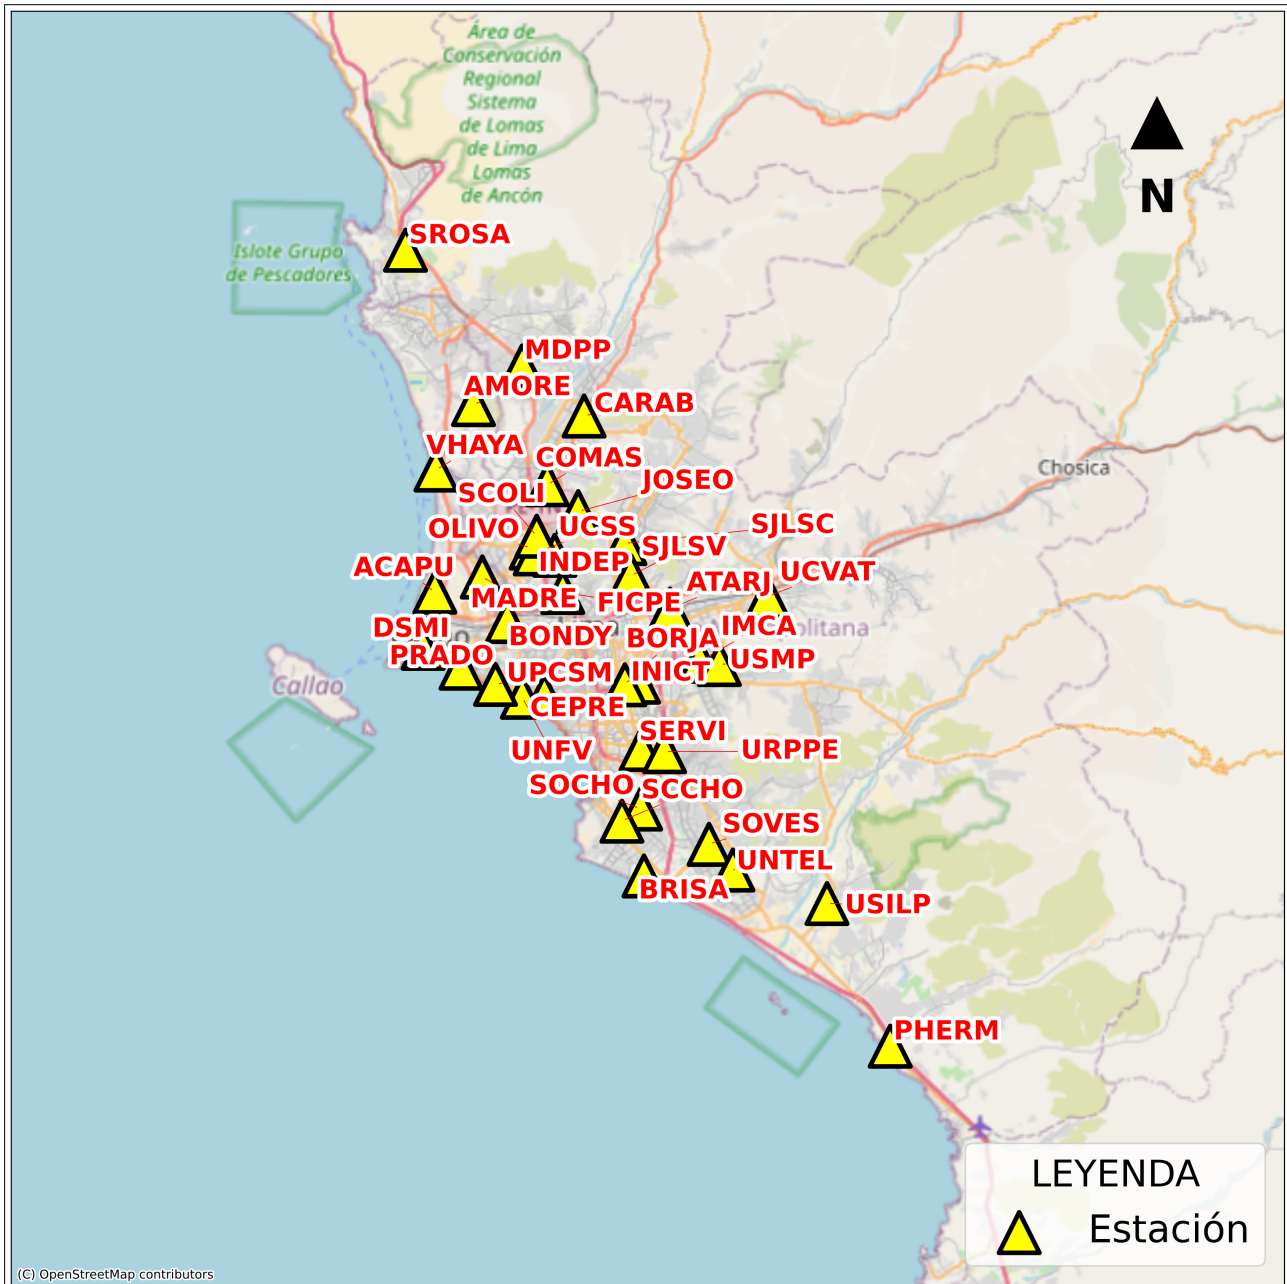 Área de
Conservación
Regional
Sistema
de Lomas
de Lima
Lomas
de Ancón
N
Islote Grupo
de Pescadores
SROSA
MDPP
AMORE
CARAB
VHAYA
COMAS
Chosica
SCOLI
JOSEO
OLIVO
UCSS
SJLSC
SJLSV
INDEP
ACAPU
ATARJ
UCVAT
MADRE
FICPE
DSMI
BONDY
BORJA
IMCA
politana
PRADO
UPCSM
INICT
USMP
Callao
CEPRE
UNFV
SERVI
URPPE
SOCHO
SCCHO
SOVES
UNTEL
BRISA
USILP
PHERM
LEYENDA
Estación
(C) OpenStreetMap contributors